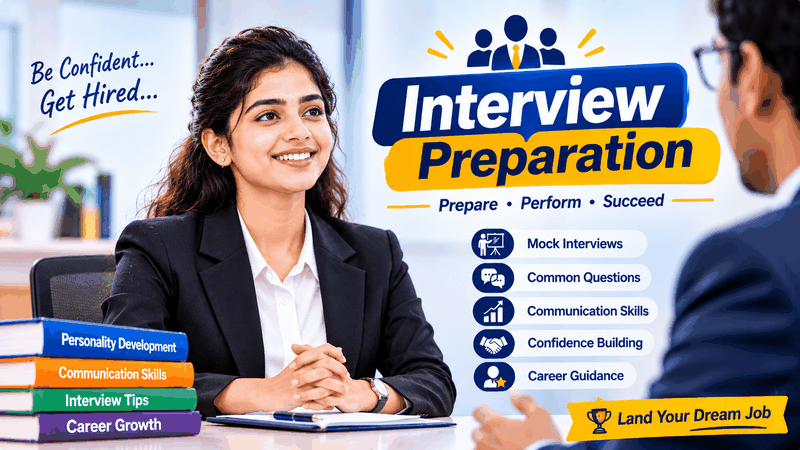 Be Confident...
Get Hired...
Interview
Preparation
Prepare • Perform • Succeed
Mock Interviews
Common Questions
Communication Skills
Confidence Building
Career Guidance
Personality Development
Communication Skills
Interview Tips
Career Growth
Land Your Dream Job